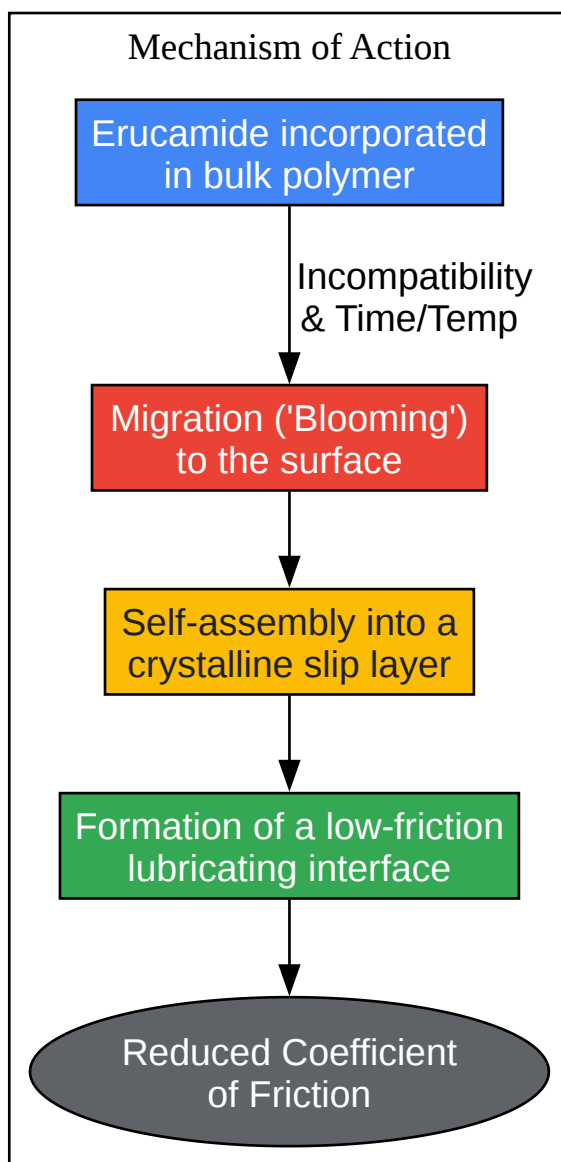 Mechanism of Action
Erucamide incorporated
in bulk polymer
Incompatibility
& Time/Temp
Migration ('Blooming')
to the surface
Self-assembly into a
crystalline slip layer
Formation of a low-friction
lubricating interface
Reduced Coefficient
of Friction